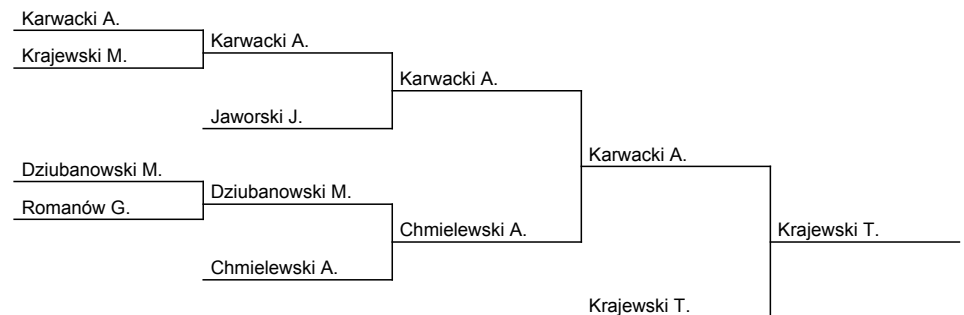 Karwacki A.
Krajewski M.
Karwacki A.
Karwacki A.
Jaworski J.
Karwacki A.
Dziubanowski M.
Romanów G.
Dziubanowski M.
Chmielewski A.
Chmielewski A.
Krajewski T.
Krajewski T.